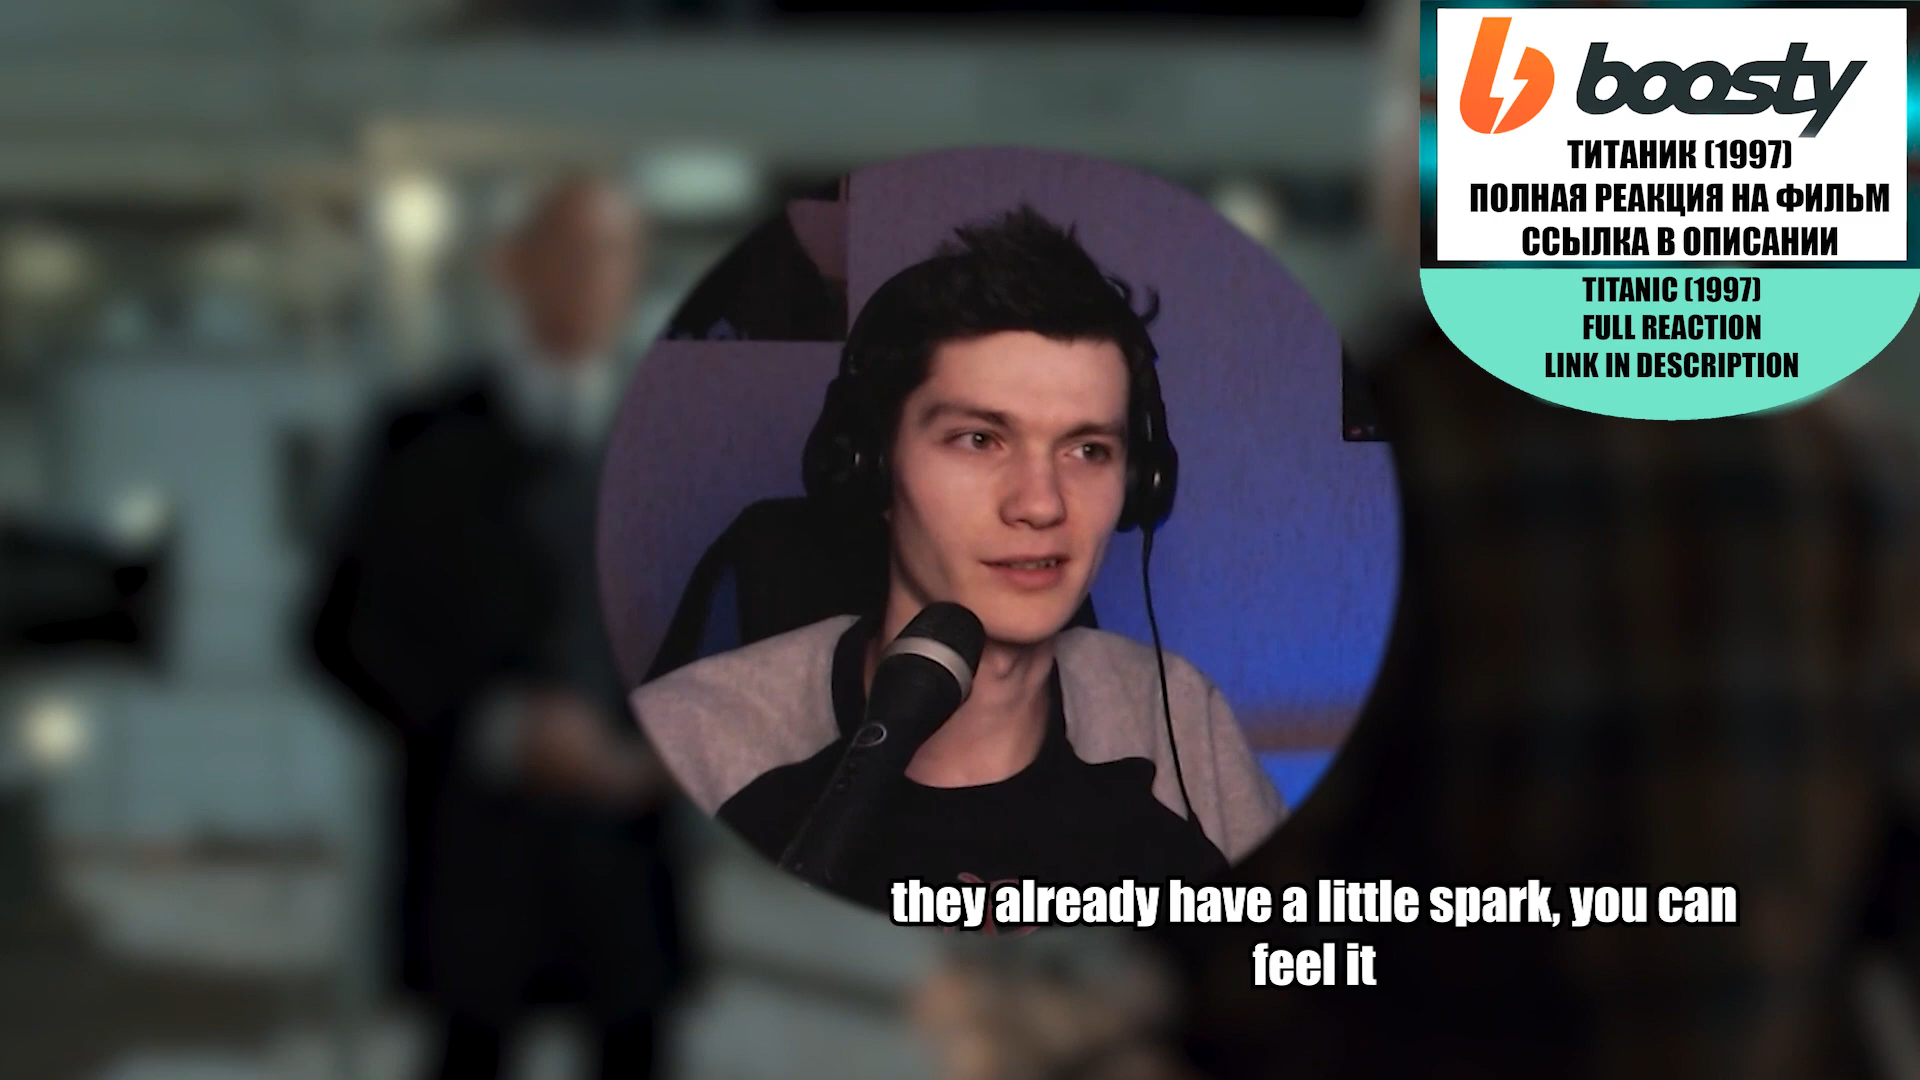 boosty
ТИТАНИК (1997)
ПОЛНАЯ РЕАКЦИЯ НА ФИЛЬМ
ССЫЛКА В ОПИСАНИИ
TITANIC (1997)
FULL REACTION
LINK IN DESCRIPTION
they already have a little spark, you can
feel it